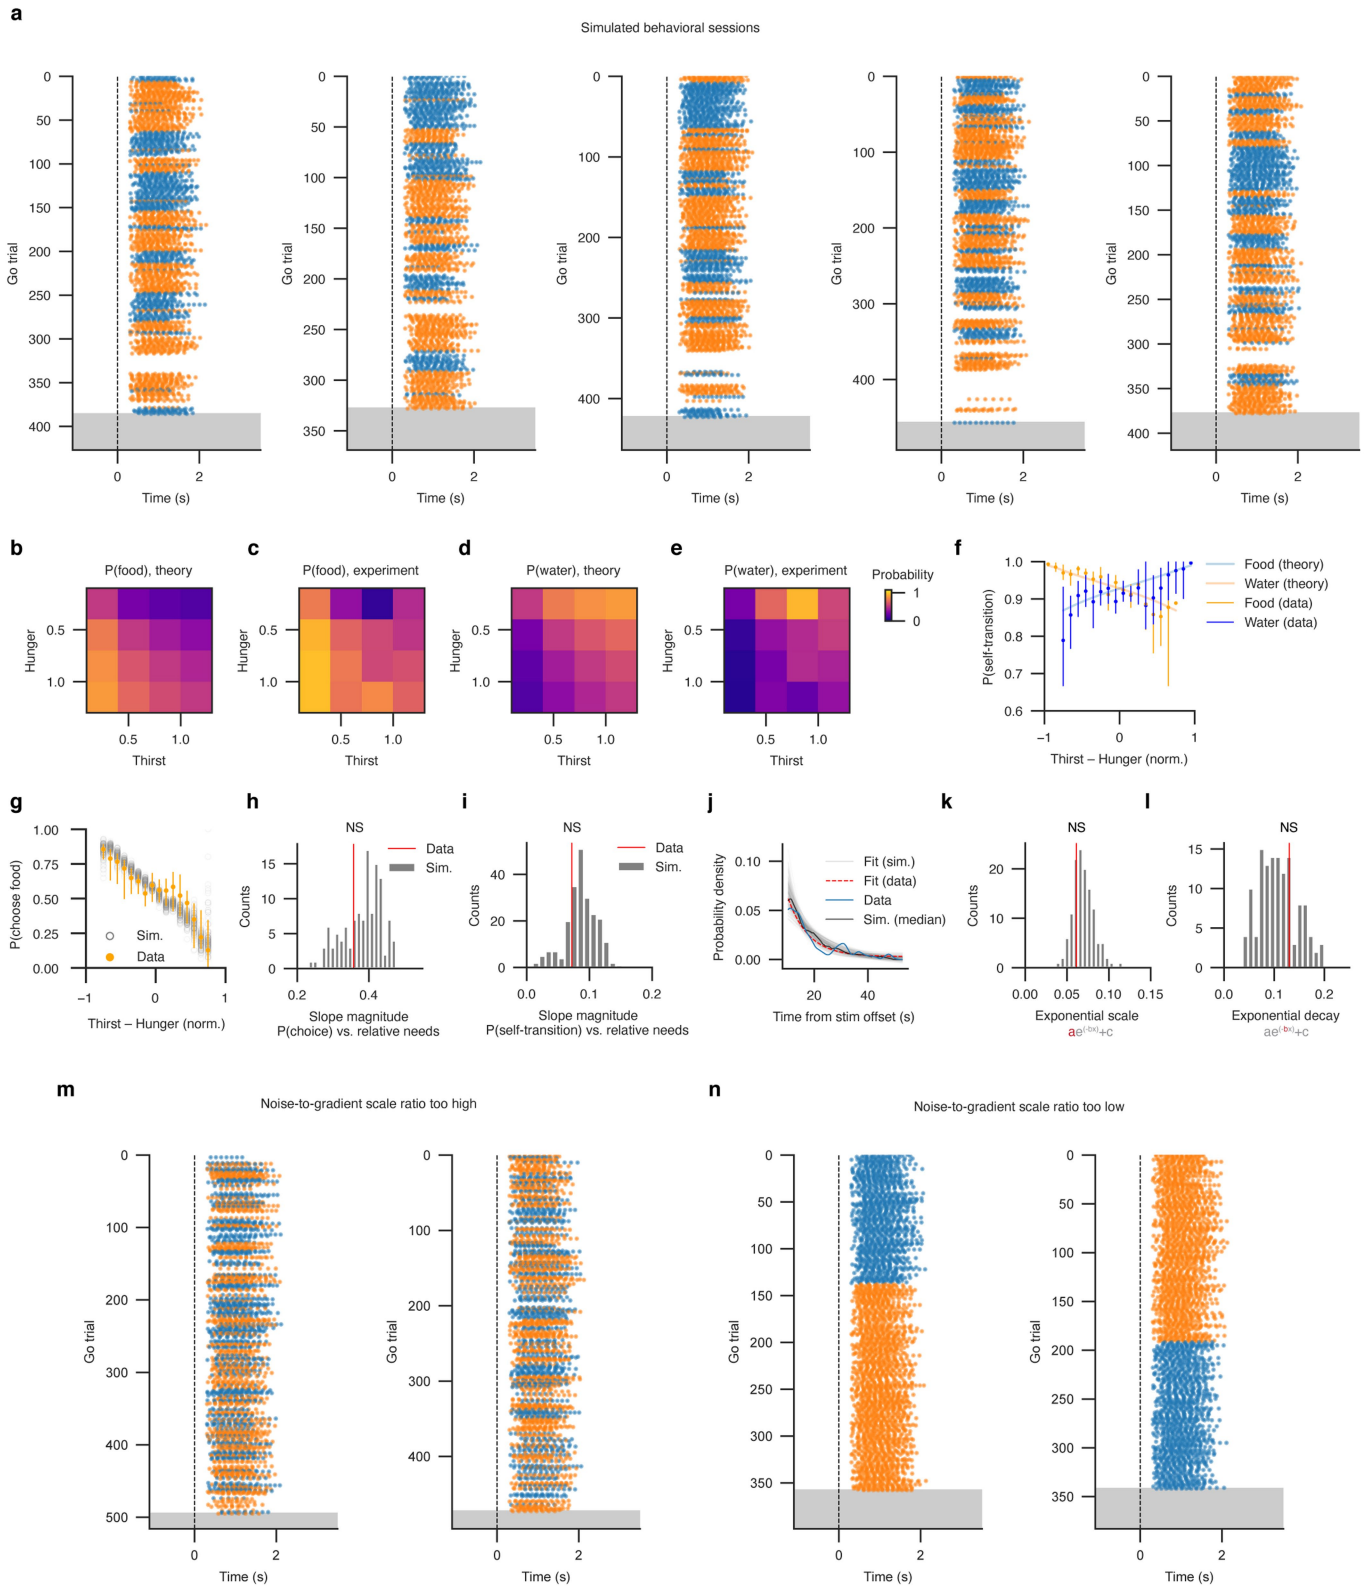 a
Simulated behavioral sessions
0
50
100
150
200
250
300
350
400
Go trial
0 2
Time (s)
0
50
100
150
200
250
300
350
Go trial
0 2
Time (s)
0
100
200
300
400
Go trial
0 2
Time (s)
0
100
200
300
400
Go trial
0 2
Time (s)
0
50
100
150
200
250
300
350
400
Go trial
0 2
Time (s)
b
P(food), theory
Hunger
0.5
1.0
0.5 1.0
Thirst
c
P(food), experiment
Hunger
0.5
1.0
0.5 1.0
Thirst
d
P(water), theory
Hunger
0.5
1.0
0.5 1.0
Thirst
e
P(water), experiment
Hunger
0.5
1.0
0.5 1.0
Thirst
Probability
1
0
f
P(self-transition)
1.0
0.9
0.8
0.7
0.6
−1 0 1
Thirst – Hunger (norm.)
Food (theory)
Water (theory)
Food (data)
Water (data)
g
P(choose food)
1.00
0.75
0.50
0.25
0.00
Sim.
Data
−1 0 1
Thirst – Hunger (norm.)
h
NS
Data
Sim.
Counts
15
10
5
0
0.2 0.4
Slope magnitude
P(choice) vs. relative needs
i
NS
Data
Sim.
Counts
40
20
0
0.0 0.1 0.2
Slope magnitude
P(self-transition) vs. relative needs
j
Probability density
0.10
0.05
0.00
Fit (sim.)
Fit (data)
Data
Sim. (median)
20 40
Time from stim offset (s)
k
NS
Counts
20
10
0
0.00 0.05 0.10 0.15
Exponential scale
ae(-bx)+c
l
NS
Counts
15
10
5
0
0.0 0.1 0.2
Exponential decay
ae(-bx)+c
m
Noise-to-gradient scale ratio too high
0
100
200
300
400
500
Go trial
0 2
Time (s)
0
100
200
300
400
Go trial
0 2
Time (s)
n
Noise-to-gradient scale ratio too low
0
50
100
150
200
250
300
350
Go trial
0 2
Time (s)
0
50
100
150
200
250
300
350
Go trial
0 2
Time (s)